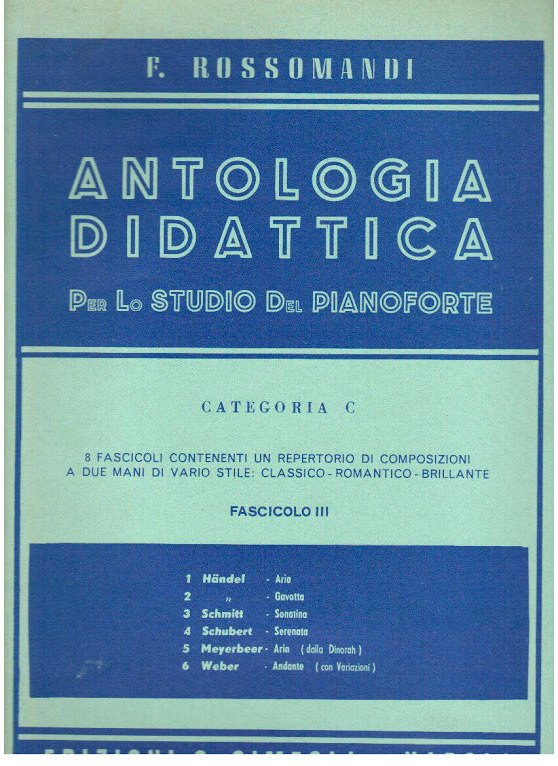 F. ROSSOMANDI
ANTOLOGIA
DIDATTICA
PER LO STUDIO DEL PIANOFORTE
CATEGORIA C
8 FASCICOLI CONTENENTI UN REPERTORIO DI COMPOSIZIONI
A DUE MANI DI VARIO STILE: CLASSICO - ROMANTICO - BRILLANTE
FASCICOLO III
1 Händel - Aria
2 „ - Gavotta
3 Schmitt - Sonatina
4 Schubert - Serenata
5 Meyerbeer - Aria ( dalla Dinorah )
6 Weber - Andante ( con Variazioni )